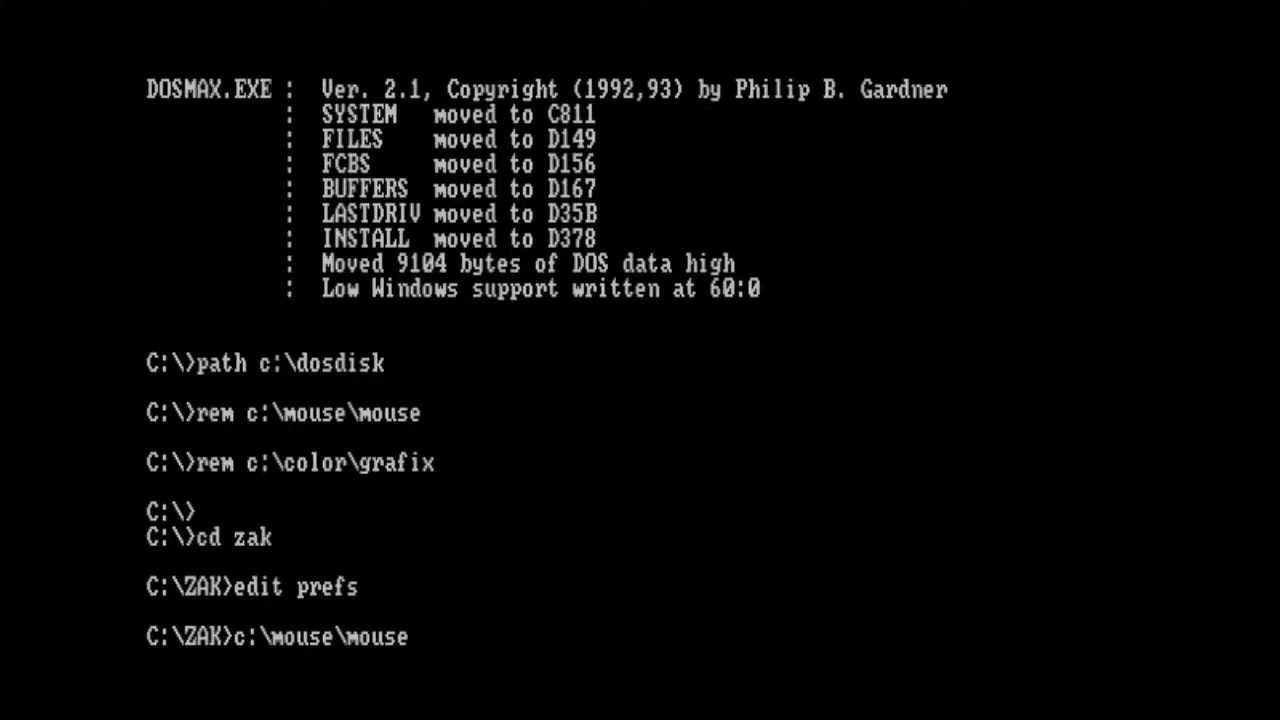 DOSMAX.EXE :  Ver. 2.1, Copyright (1992,93) by Philip B. Gardner
:  SYSTEM   moved to C811
:  FILES    moved to D149
:  FCBS     moved to D156
:  BUFFERS  moved to D167
:  LASTDRIV moved to D35B
:  INSTALL  moved to D378
:  Moved 9104 bytes of DOS data high
:  Low Windows support written at 60:0
C:\>path c:\dosdisk
C:\>rem c:\mouse\mouse
C:\>rem c:\color\grafix
C:\>
C:\>cd zak
C:\ZAK>edit prefs
C:\ZAK>c:\mouse\mouse